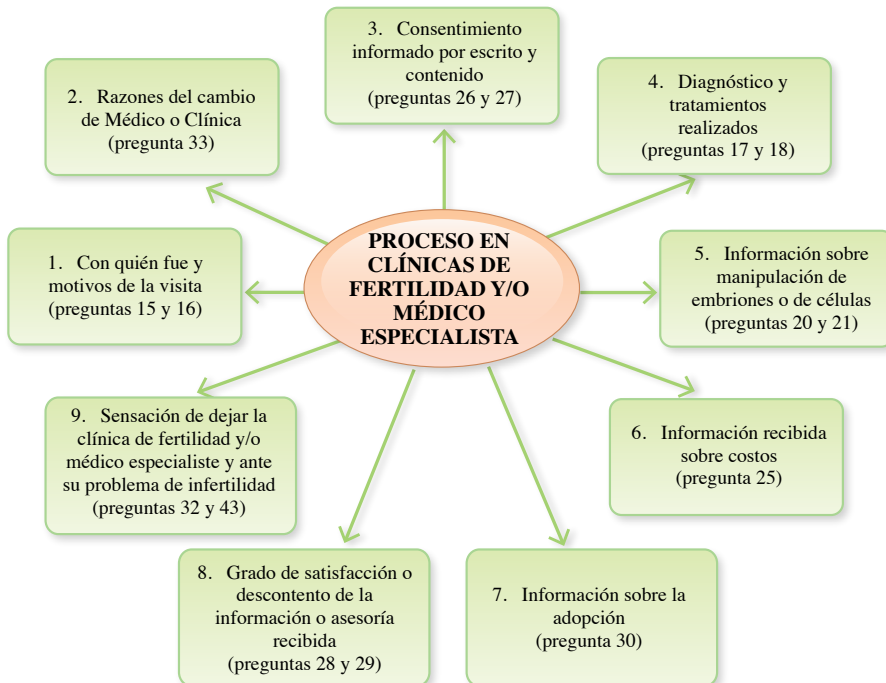 3. Consentimiento
informado por escrito y
contenido
(preguntas 26 y 27)
2. Razones del cambio
de Médico o Clínica
(pregunta 33)
4. Diagnóstico y
tratamientos
realizados
(preguntas 17 y 18)
1. Con quién fue y
motivos de la visita
(preguntas 15 y 16)
PROCESO EN
CLÍNICAS DE
FERTILIDAD Y/O
MÉDICO
ESPECIALISTA
5. Información sobre
manipulación de
embriones o de células
(preguntas 20 y 21)
9. Sensación de dejar la
clínica de fertilidad y/o
médico especialiste y ante
su problema de infertilidad
(preguntas 32 y 43)
6. Información recibida
sobre costos
(pregunta 25)
8. Grado de satisfacción o
descontento de la
información o asesoría
recibida
(preguntas 28 y 29)
7. Información sobre la
adopción
(pregunta 30)